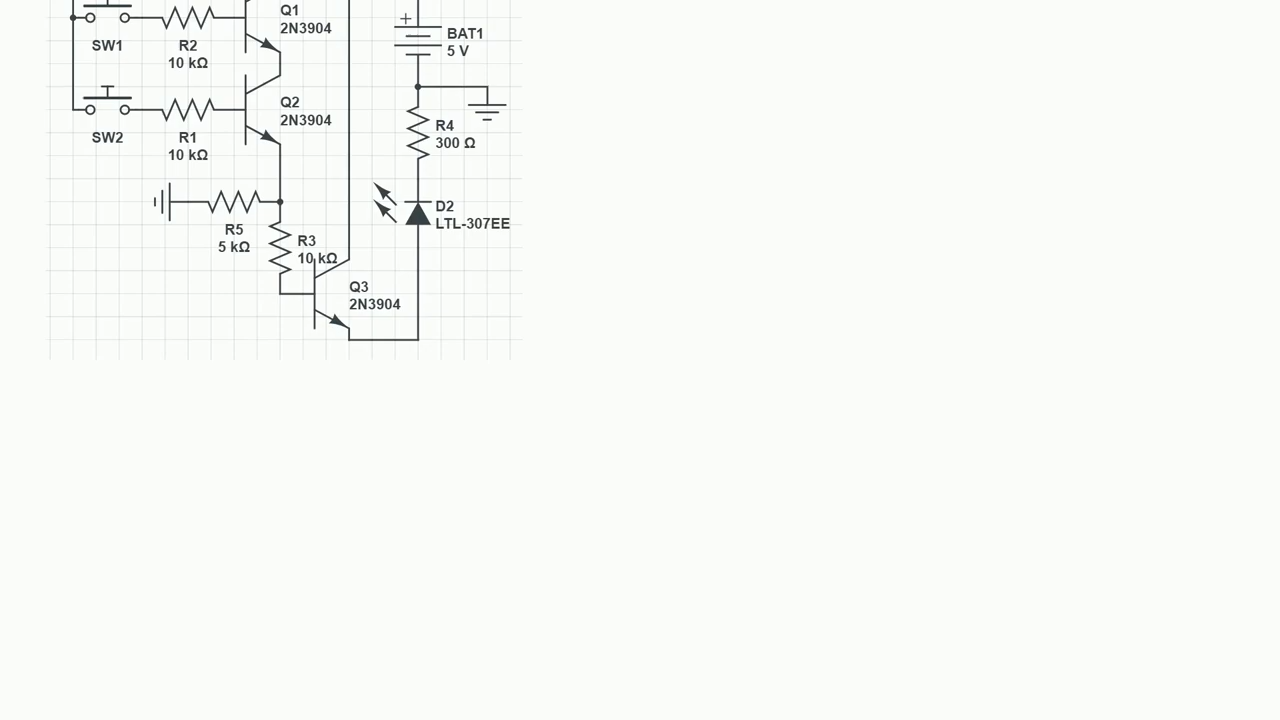 Q1
2N3904
SW1
R2
10 kΩ
+
BAT1
5 V
Q2
2N3904
SW2
R1
10 kΩ
R4
300 Ω
D2
LTL-307EE
R5
5 kΩ
R3
10 kΩ
Q3
2N3904